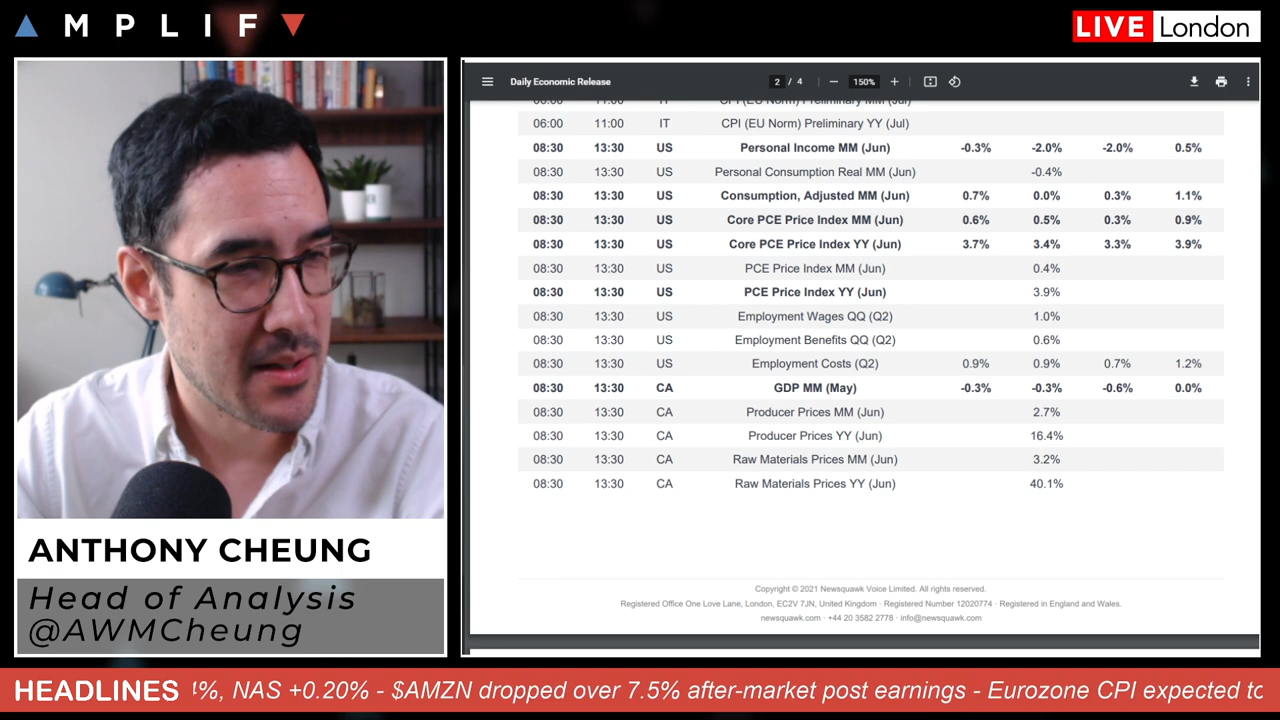 ▲ M P L I F ▼
LIVE London
Daily Economic Release
2 / 4
150%
06:00 11:00 IT CPI (EU Norm) Preliminary MM (Jul)
06:00 11:00 IT CPI (EU Norm) Preliminary YY (Jul)
08:30 13:30 US Personal Income MM (Jun) -0.3% -2.0% -2.0% 0.5%
08:30 13:30 US Personal Consumption Real MM (Jun) -0.4%
08:30 13:30 US Consumption, Adjusted MM (Jun) 0.7% 0.0% 0.3% 1.1%
08:30 13:30 US Core PCE Price Index MM (Jun) 0.6% 0.5% 0.3% 0.9%
08:30 13:30 US Core PCE Price Index YY (Jun) 3.7% 3.4% 3.3% 3.9%
08:30 13:30 US PCE Price Index MM (Jun) 0.4%
08:30 13:30 US PCE Price Index YY (Jun) 3.9%
08:30 13:30 US Employment Wages QQ (Q2) 1.0%
08:30 13:30 US Employment Benefits QQ (Q2) 0.6%
08:30 13:30 US Employment Costs (Q2) 0.9% 0.9% 0.7% 1.2%
08:30 13:30 CA GDP MM (May) -0.3% -0.3% -0.6% 0.0%
08:30 13:30 CA Producer Prices MM (Jun) 2.7%
08:30 13:30 CA Producer Prices YY (Jun) 16.4%
08:30 13:30 CA Raw Materials Prices MM (Jun) 3.2%
08:30 13:30 CA Raw Materials Prices YY (Jun) 40.1%
Copyright © 2021 Newsquawk Voice Limited. All rights reserved.
Registered Office One Love Lane, London, EC2V 7JN, United Kingdom · Registered Number 12020774 · Registered in England and Wales.
newsquawk.com · +44 20 3582 2778 · info@newsquawk.com
ANTHONY CHEUNG
Head of Analysis
@AWMCheung
HEADLINES %, NAS +0.20% - $AMZN dropped over 7.5% after-market post earnings - Eurozone CPI expected to